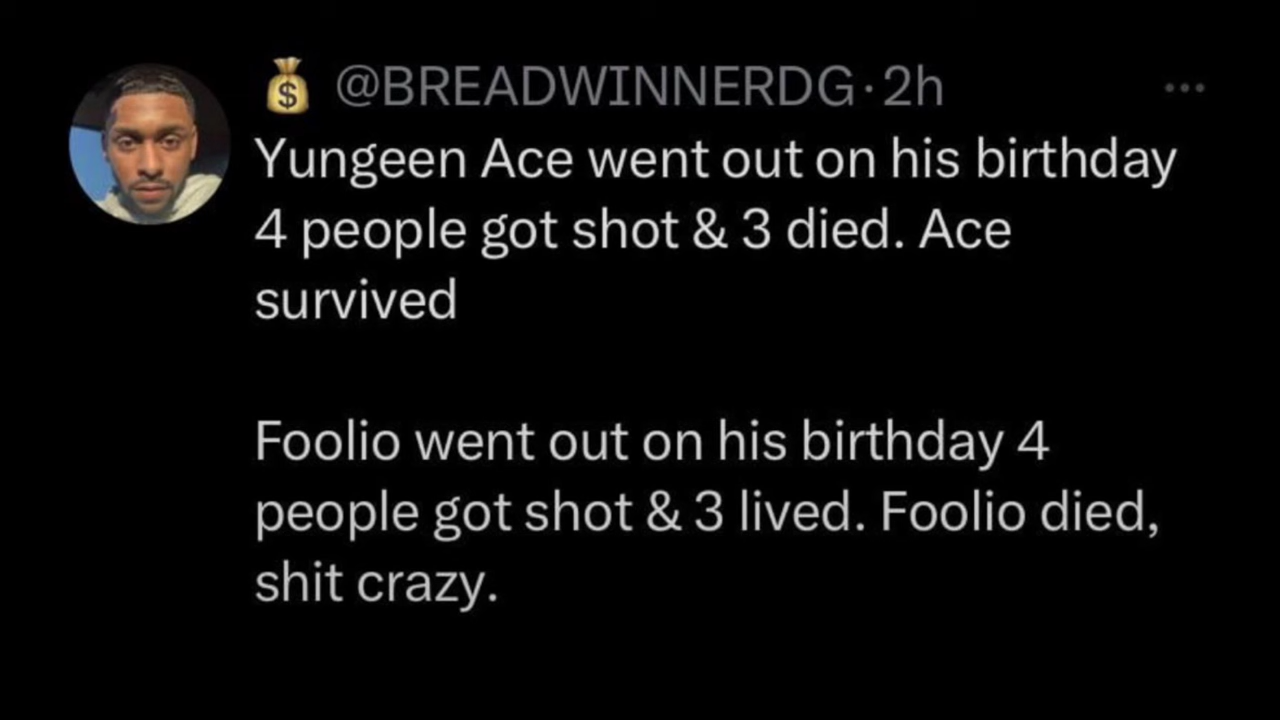 💰 @BREADWINNERDG · 2h ...
Yungeen Ace went out on his birthday
4 people got shot & 3 died. Ace
survived
Foolio went out on his birthday 4
people got shot & 3 lived. Foolio died,
shit crazy.